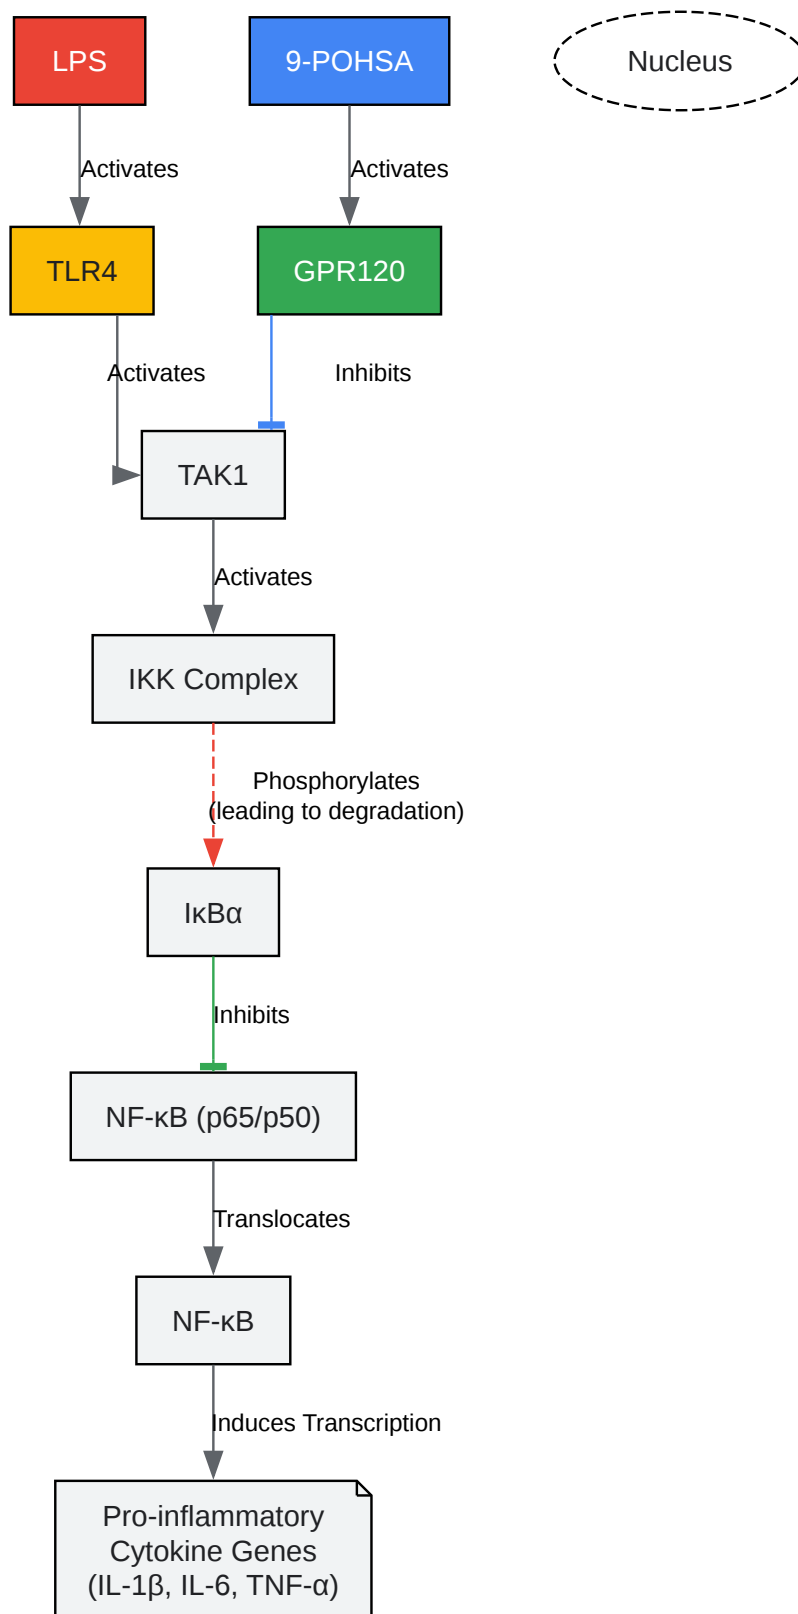 LPS
9-POHSA
Nucleus
Activates
Activates
TLR4
GPR120
Activates
Inhibits
TAK1
Activates
IKK Complex
Phosphorylates
(leading to degradation)
IκBα
Inhibits
NF-κB (p65/p50)
Translocates
NF-κB
Induces Transcription
Pro-inflammatory
Cytokine Genes
(IL-1β, IL-6, TNF-α)